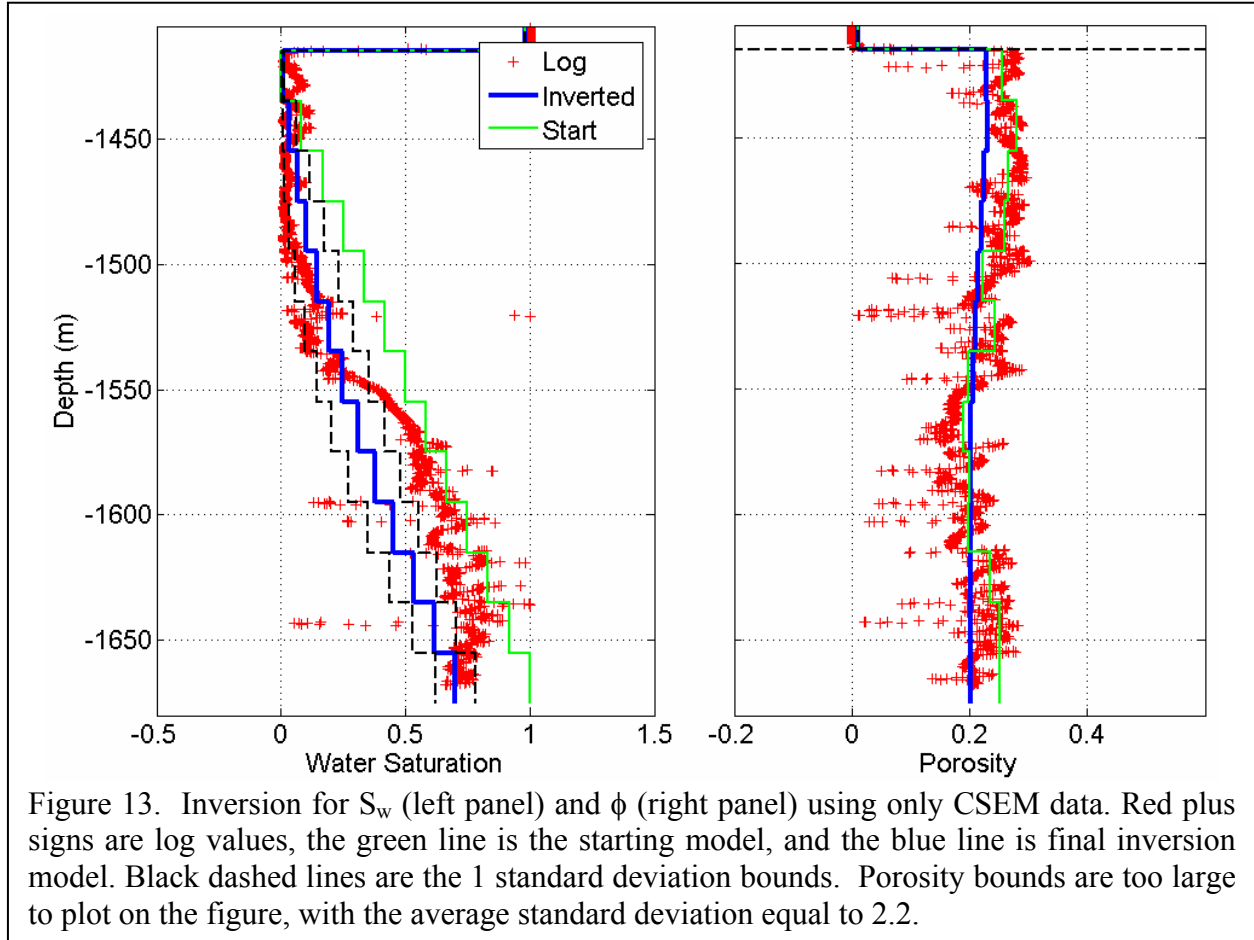 Log
Inverted
Start
-1450
-1500
-1550
-1600
-1650
Depth (m)
-0.5
0
0.5
1
1.5
Water Saturation
-0.2
0
0.2
0.4
Porosity
Figure 13. Inversion for Sw (left panel) and ϕ (right panel) using only CSEM data. Red plus
signs are log values, the green line is the starting model, and the blue line is final inversion
model. Black dashed lines are the 1 standard deviation bounds. Porosity bounds are too large
to plot on the figure, with the average standard deviation equal to 2.2.